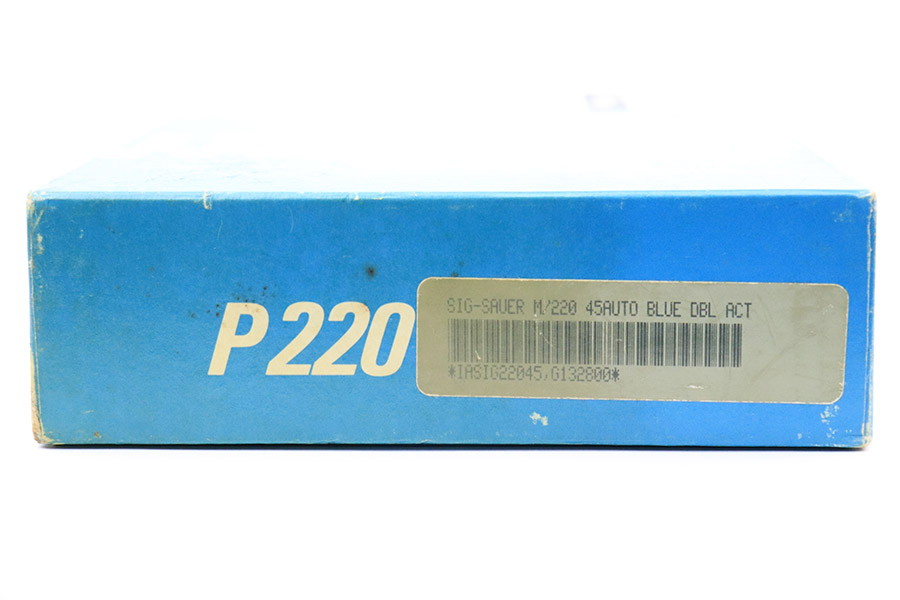 P 220
SIG-SAUER M/220 45AUTO BLUE DBL ACT
*IASIG22045,G132800*